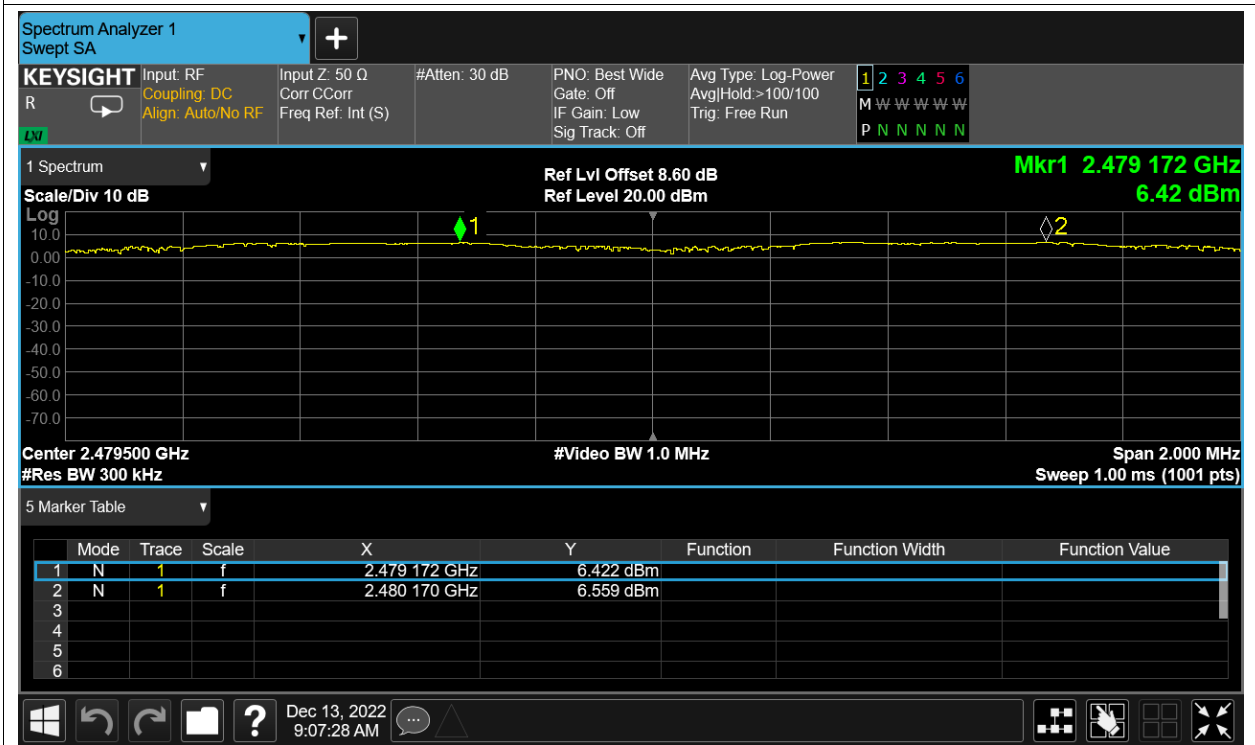 Spectrum Analyzer 1
Swept SA
▼
+
KEYSIGHT Input: RF Input Z: 50 Ω #Atten: 30 dB PNO: Best Wide Avg Type: Log-Power 1 2 3 4 5 6
R Coupling: DC Corr CCorr Gate: Off Avg|Hold:>100/100 M W W W W W
Align: Auto/No RF Freq Ref: Int (S) IF Gain: Low Trig: Free Run
LXI Sig Track: Off P N N N N N
1 Spectrum ▼ Ref Lvl Offset 8.60 dB Mkr1 2.479 172 GHz
Scale/Div 10 dB Ref Level 20.00 dBm 6.42 dBm
Log
1
2
10.0
0.00
-10.0
-20.0
-30.0
-40.0
-50.0
-60.0
-70.0
Center 2.479500 GHz #Video BW 1.0 MHz Span 2.000 MHz
#Res BW 300 kHz Sweep 1.00 ms (1001 pts)
5 Marker Table ▼
Mode Trace Scale X Y Function Function Width Function Value
1 N 1 f 2.479 172 GHz 6.422 dBm
2 N 1 f 2.480 170 GHz 6.559 dBm
3
4
5
6
? Dec 13, 2022
9:07:28 AM